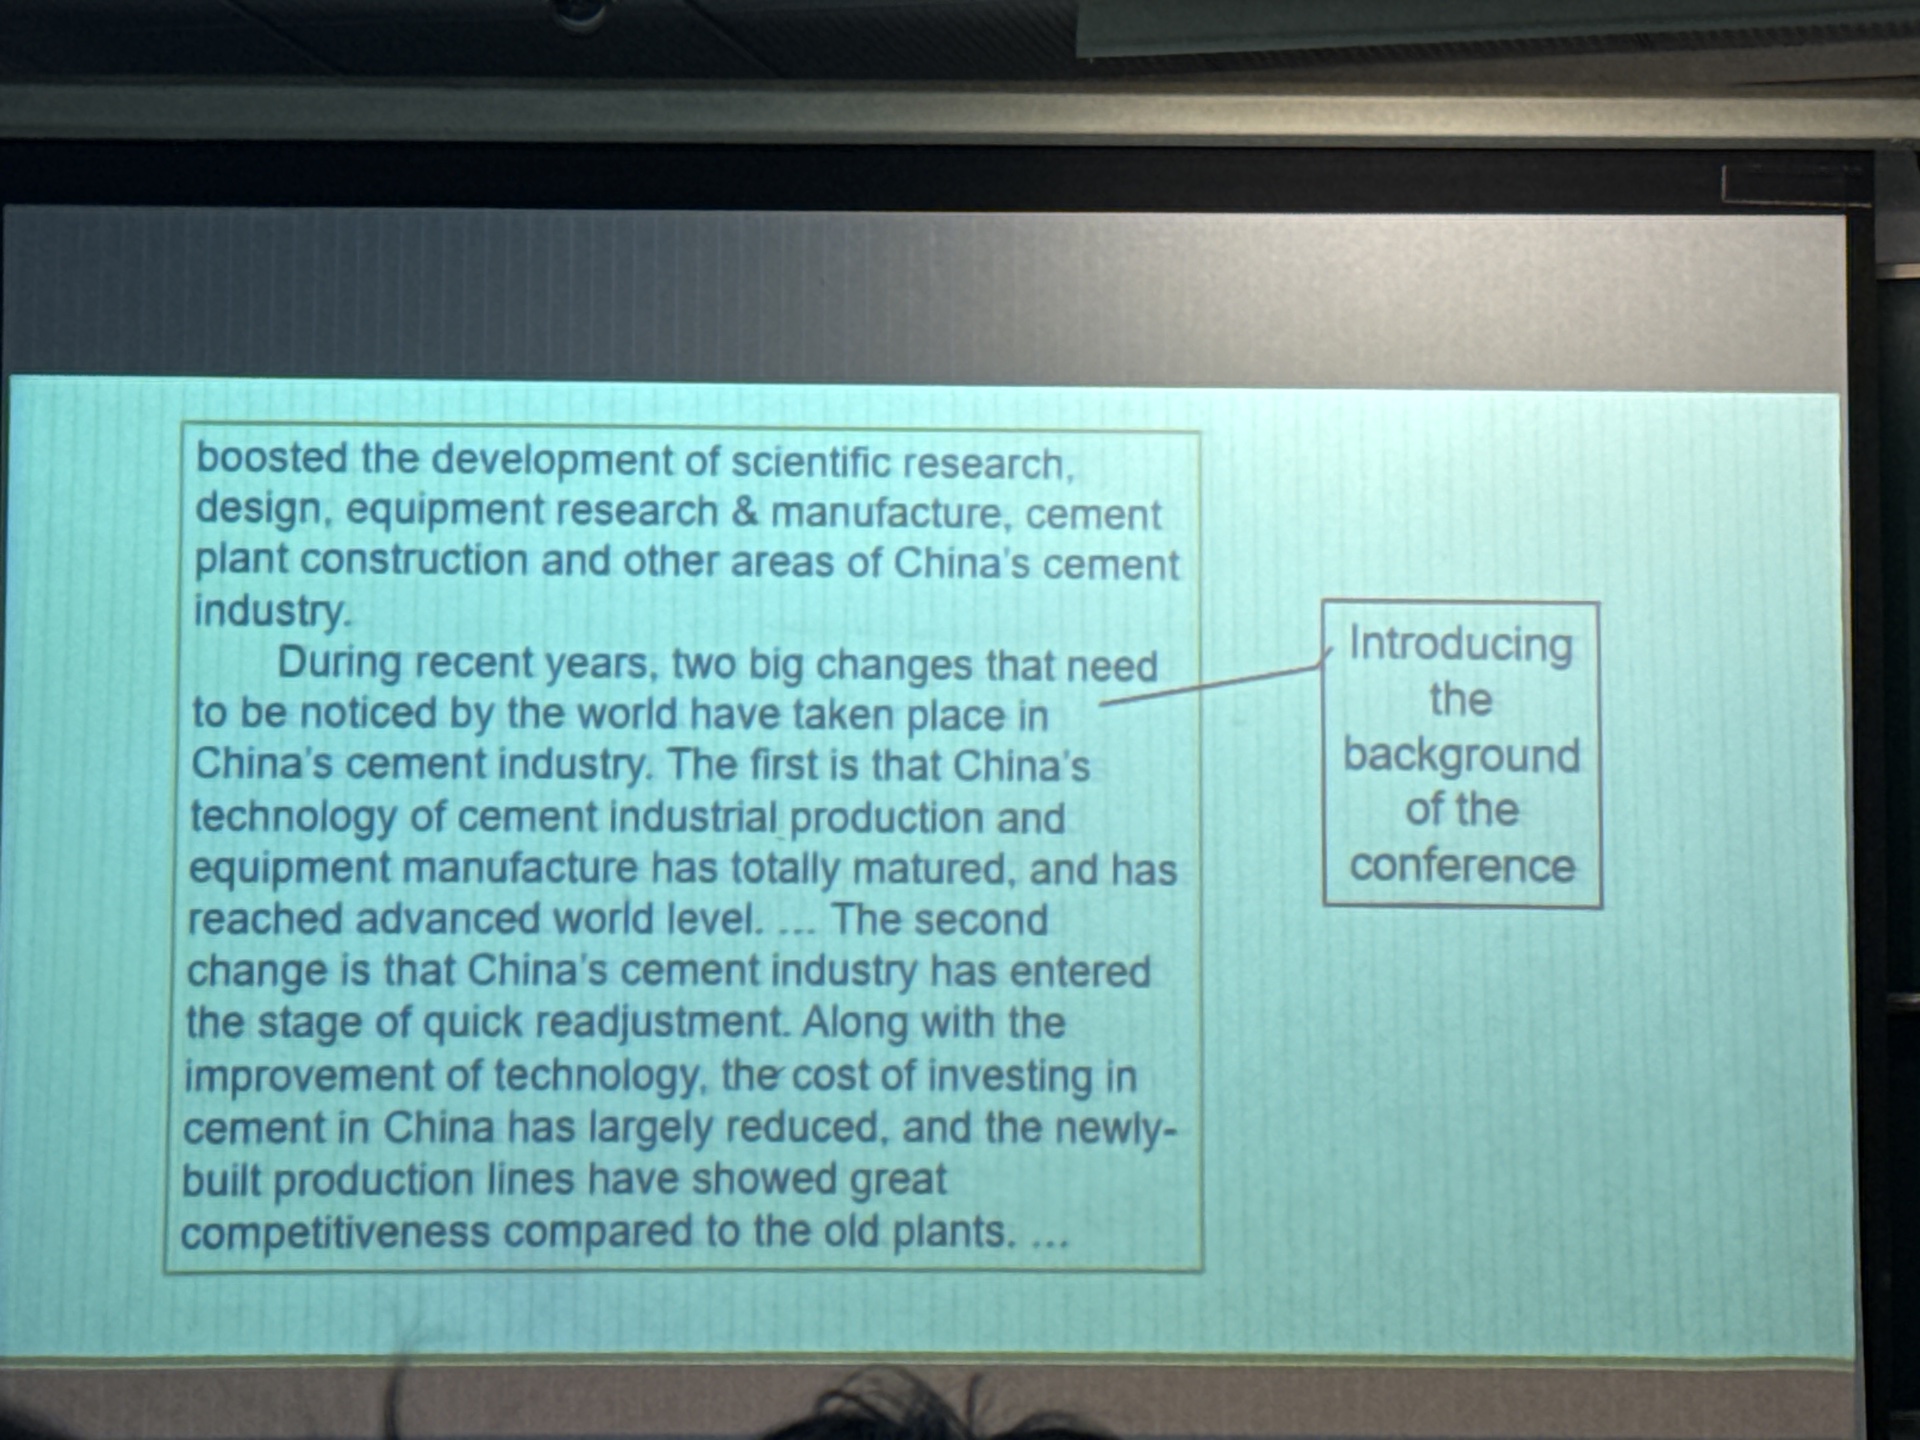 boosted the development of scientific research,
design, equipment research & manufacture, cement
plant construction and other areas of China's cement
industry.
During recent years, two big changes that need
to be noticed by the world have taken place in
China's cement industry. The first is that China's
technology of cement industrial production and
equipment manufacture has totally matured, and has
reached advanced world level. ... The second
change is that China's cement industry has entered
the stage of quick readjustment. Along with the
improvement of technology, the cost of investing in
cement in China has largely reduced, and the newly-
built production lines have showed great
competitiveness compared to the old plants. ...
Introducing
the
background
of the
conference